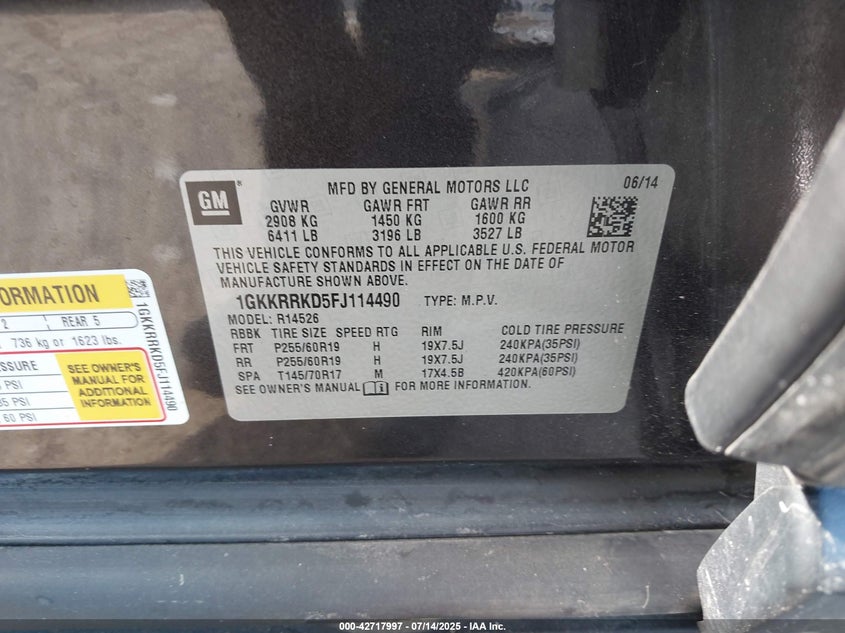 GM
MFD BY GENERAL MOTORS LLC 06/14
GVWR GAWR FRT GAWR RR
2908 KG 1450 KG 1600 KG
6411 LB 3196 LB 3527 LB
THIS VEHICLE CONFORMS TO ALL APPLICABLE U.S. FEDERAL MOTOR
VEHICLE SAFETY STANDARDS IN EFFECT ON THE DATE OF
MANUFACTURE SHOWN ABOVE.
1GKKRRKD5FJ114490 TYPE: M.P.V.
MODEL: R14526
RBBK TIRE SIZE SPEED RTG RIM COLD TIRE PRESSURE
FRT P255/60R19 H 19X7.5J 240KPA(35PSI)
RR P255/60R19 H 19X7.5J 240KPA(35PSI)
SPA T145/70R17 M 17X4.5B 420KPA(60PSI)
SEE OWNER'S MANUAL FOR MORE INFORMATION.
ORMATION
2 REAR 5
736 kg or 1623 lbs.
SSURE
PSI
35 PSI
60 PSI
SEE OWNER'S
MANUAL FOR
ADDITIONAL
INFORMATION
1GKKRRKD5FJ114490
000-42717997 - 07/14/2025 - IAA Inc.